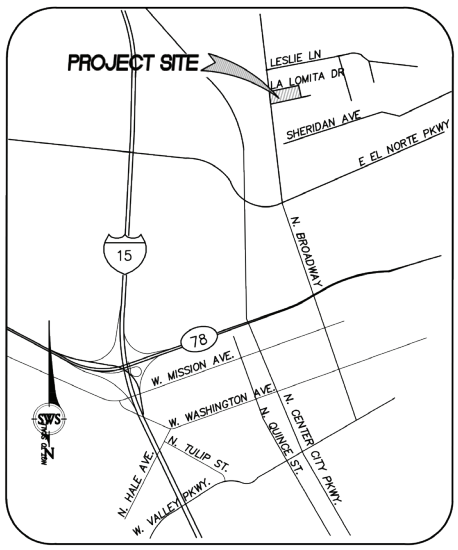 LESLIE LN
PROJECT SITE
LA LOMITA DR
SHERIDAN AVE
E EL NORTE PKWY
N. BROADWAY
15
78
W. MISSION AVE.
W. WASHINGTON AVE.
SWS
N
N. TULIP ST.
N. QUINCE ST.
N. CENTER CITY PKWY.
N. HALE AVE.
W. VALLEY PKWY.